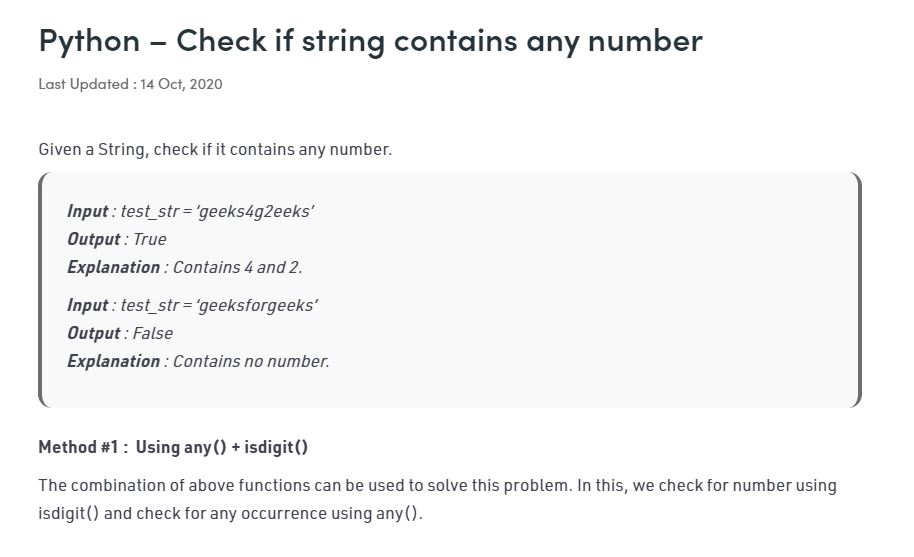 Python – Check if string contains any number
Last Updated : 14 Oct, 2020
Given a String, check if it contains any number.
Input : test_str = ‘geeks4g2eeks’
Output : True
Explanation : Contains 4 and 2.
Input : test_str = ‘geeksforgeeks’
Output : False
Explanation : Contains no number.
Method #1 : Using any() + isdigit()
The combination of above functions can be used to solve this problem. In this, we check for number using
isdigit() and check for any occurrence using any().